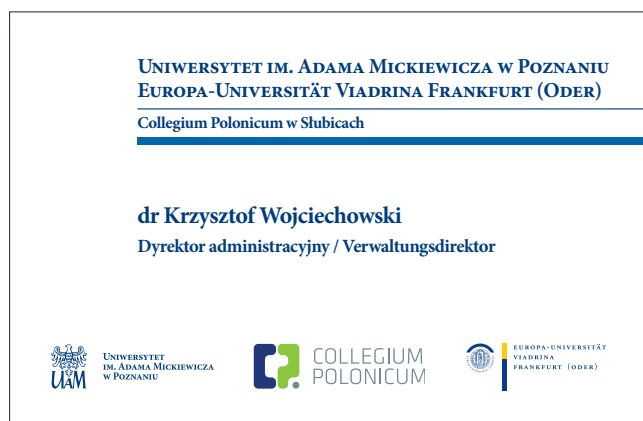 Uniwersytet im. Adama Mickiewicza w Poznaniu
Europa-Universität Viadrina Frankfurt (Oder)
Collegium Polonicum w Słubicach
dr Krzysztof Wojciechowski
Dyrektor administracyjny / Verwaltungsdirektor
UAM
Uniwersytet
im. Adama Mickiewicza
w Poznaniu
COLLEGIUM
POLONICUM
EUROPA-UNIVERSITÄT
VIADRINA
FRANKFURT (ODER)